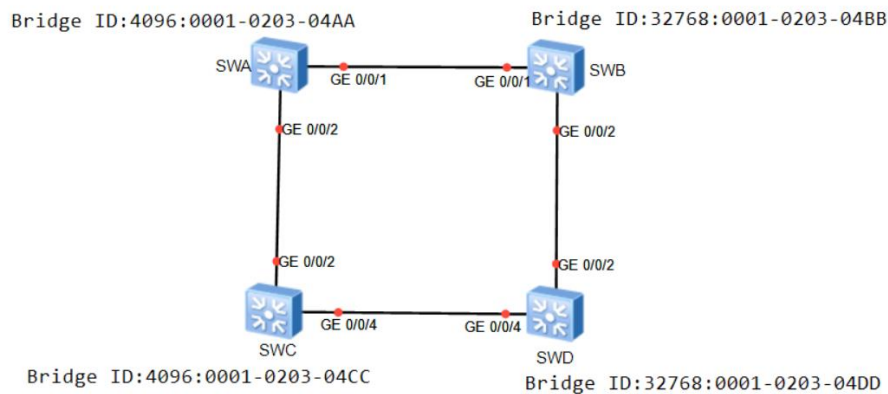 Bridge ID:4096:0001-0203-04AA
Bridge ID:32768:0001-0203-04BB
SWA
GE 0/0/1
GE 0/0/1
SWB
GE 0/0/2
GE 0/0/2
GE 0/0/2
GE 0/0/2
GE 0/0/4
GE 0/0/4
SWC
SWD
Bridge ID:4096:0001-0203-04CC
Bridge ID:32768:0001-0203-04DD